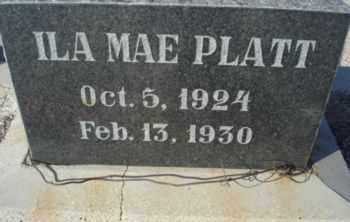 ILA MAE PLATT
Oct. 5, 1924
Feb. 13, 1930